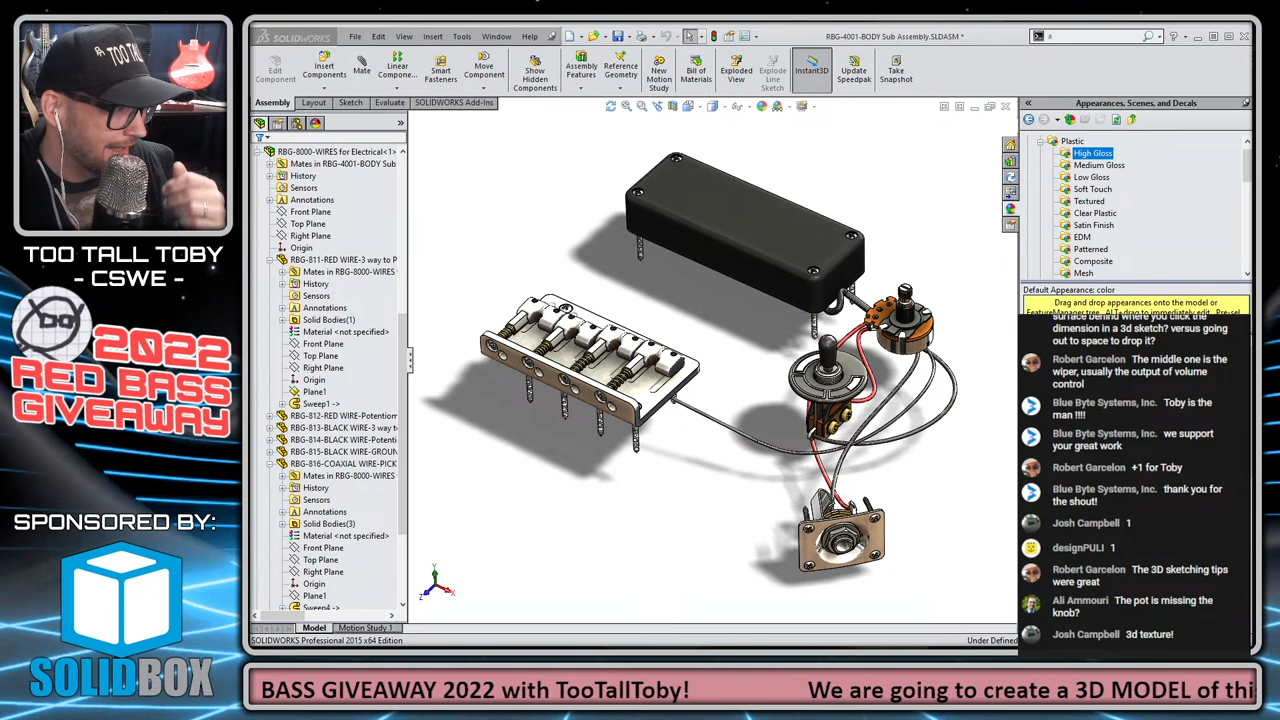 TOO TALL
TOO TALL TOBY
- CSWE -
2022
RED BASS
GIVEAWAY
SPONSORED BY:
SOLIDBOX
SOLIDWORKS
File Edit View Insert Tools Window Help
RBG-4001-BODY Sub Assembly.SLDASM *
a
Edit
Component
Insert
Components
Mate
Linear
Compone...
Smart
Fasteners
Move
Component
Show
Hidden
Components
Assembly
Features
Reference
Geometry
New
Motion
Study
Bill of
Materials
Exploded
View
Explode
Line
Sketch
Instant3D
Update
Speedpak
Take
Snapshot
Assembly Layout Sketch Evaluate SOLIDWORKS Add-Ins
RBG-8000-WIRES for Electrical<1>
Mates in RBG-4001-BODY Sub
History
Sensors
Annotations
Front Plane
Top Plane
Right Plane
Origin
RBG-811-RED WIRE-3 way to P
Mates in RBG-8000-WIRES
History
Sensors
Annotations
Solid Bodies(1)
Material <not specified>
Front Plane
Top Plane
Right Plane
Origin
Plane1
Sweep1 ->
RBG-812-RED WIRE-Potentiom
RBG-813-BLACK WIRE-3 way to
RBG-814-BLACK WIRE-Potenti
RBG-815-BLACK WIRE-GROUN
RBG-816-COAXIAL WIRE-PICK
Mates in RBG-8000-WIRES
History
Sensors
Annotations
Solid Bodies(3)
Material <not specified>
Front Plane
Top Plane
Right Plane
Origin
Plane1
Sweep4 ->
Y
X
Z
Model Motion Study 1
SOLIDWORKS Professional 2015 x64 Edition
Under Defined
Appearances, Scenes, and Decals
Plastic
High Gloss
Medium Gloss
Low Gloss
Soft Touch
Textured
Clear Plastic
Satin Finish
EDM
Patterned
Composite
Mesh
Default Appearance: color
Drag and drop appearances onto the model or
surface behind where you click the
dimension in a 3d sketch? versus going
out to space to drop it?
Robert Garcelon The middle one is the
wiper, usually the output of volume
control
Blue Byte Systems, Inc. Toby is the
man !!!!
Blue Byte Systems, Inc. we support
your great work
Robert Garcelon +1 for Toby
Blue Byte Systems, Inc. thank you for
the shout!
Josh Campbell 1
designPULI 1
Robert Garcelon The 3D sketching tips
were great
Ali Ammouri The pot is missing the
knob?
Josh Campbell 3d texture!
BASS GIVEAWAY 2022 with TooTallToby!
We are going to create a 3D MODEL of thi